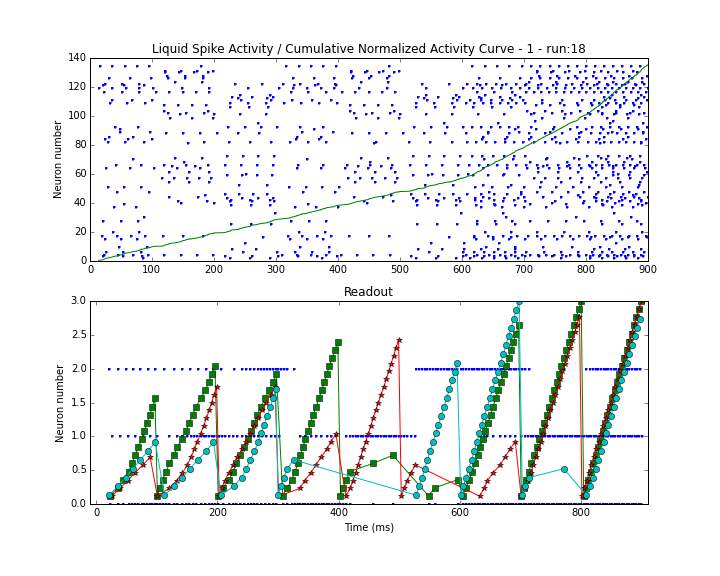 Liquid Spike Activity / Cumulative Normalized Activity Curve - 1 - run:18
Neuron number
140
120
100
80
60
40
20
0
0 100 200 300 400 500 600 700 800 900
Readout
Neuron number
3.0
2.5
2.0
1.5
1.0
0.5
0.0
0 200 400 600 800
Time (ms)